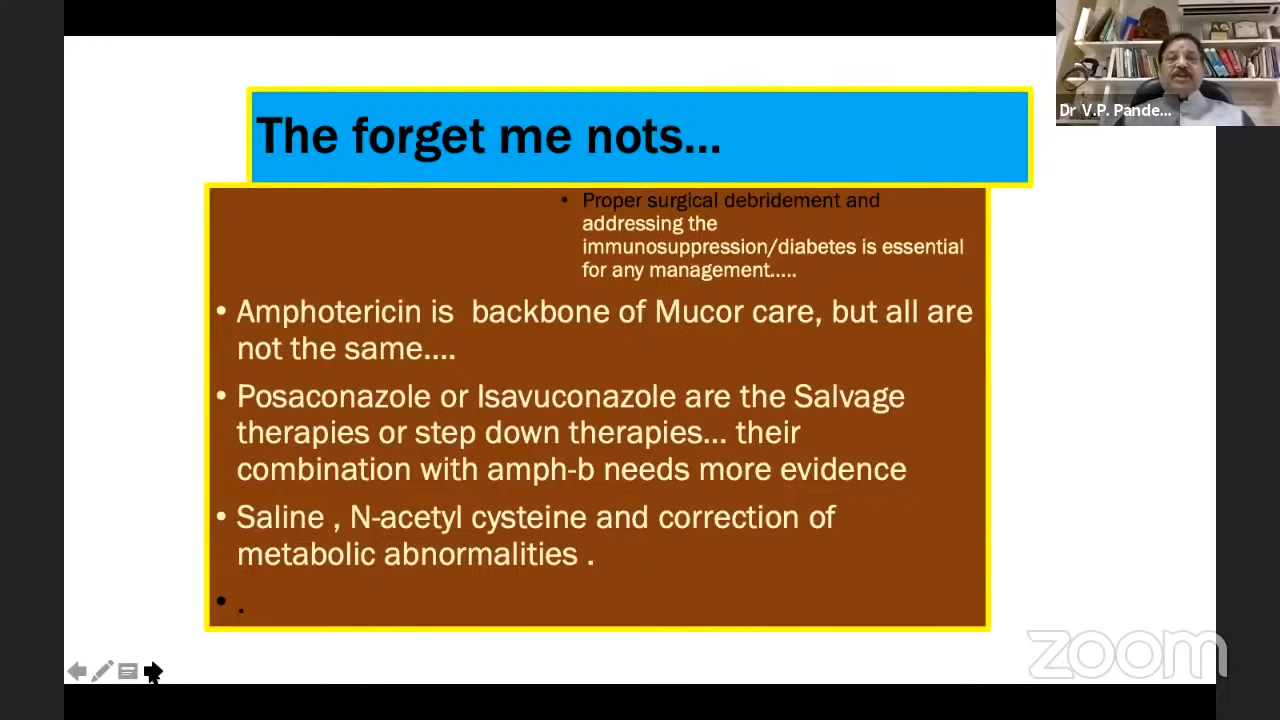 The forget me nots...
Dr V.P. Pande...
• Proper surgical debridement and
addressing the
immunosuppression/diabetes is essential
for any management.....
• Amphotericin is backbone of Mucor care, but all are
not the same....
• Posaconazole or Isavuconazole are the Salvage
therapies or step down therapies... their
combination with amph-b needs more evidence
• Saline , N-acetyl cysteine and correction of
metabolic abnormalities .
• .
zoom